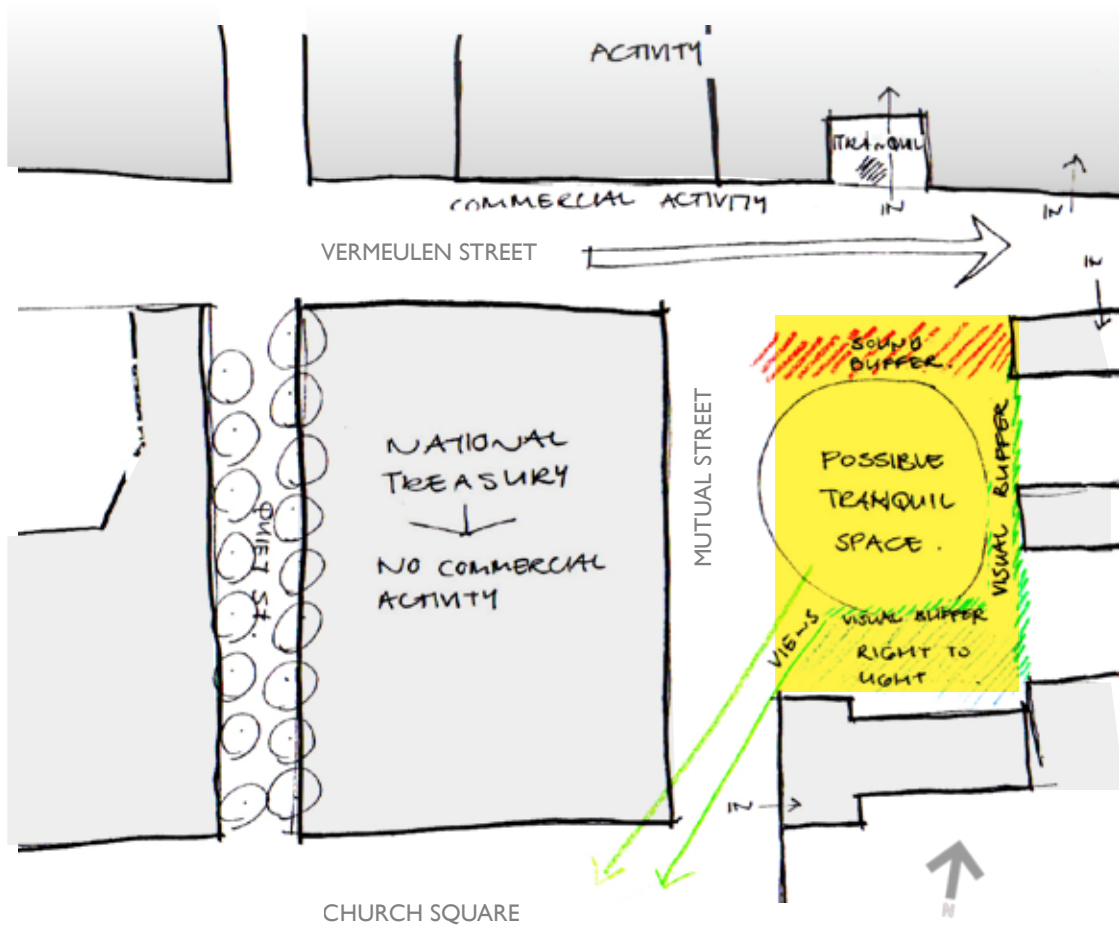 ACTIVITY
TRANQUIL
COMMERCIAL ACTIVITY
IN
IN
VERMEULEN STREET
IN
SOUND
BUFFER.
NATIONAL
TREASURY
NO COMMERCIAL
ACTIVITY
QUIET ST.
MUTUAL STREET
POSSIBLE
TRANQUIL
SPACE.
VISUAL BUFFER
VISUAL BUFFER
VIEWS
RIGHT TO
LIGHT.
IN
N
CHURCH SQUARE